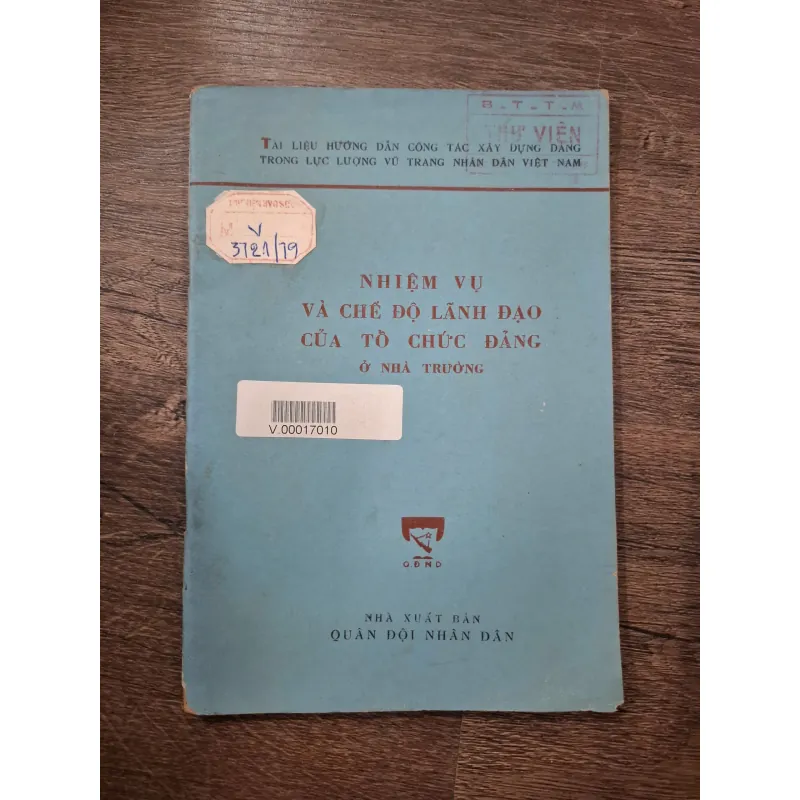 B.T.T.M
THƯ VIỆN
TÀI LIỆU HƯỚNG DẪN CÔNG TÁC XÂY DỰNG ĐẢNG
TRONG LỰC LƯỢNG VŨ TRANG NHÂN DÂN VIỆT NAM
V
3721/79
NHIỆM VỤ
VÀ CHẾ ĐỘ LÃNH ĐẠO
CỦA TỔ CHỨC ĐẢNG
Ở NHÀ TRƯỜNG
V.00017010
QĐND
NHÀ XUẤT BẢN
QUÂN ĐỘI NHÂN DÂN